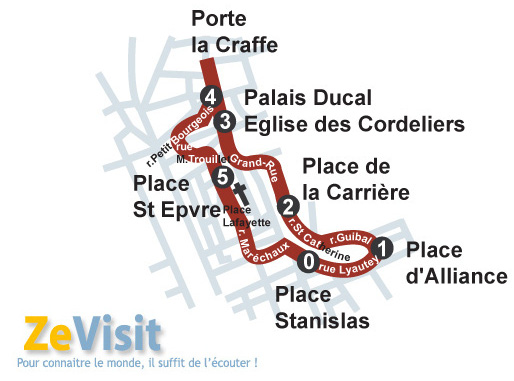 Porte
la Craffe
4
Palais Ducal
3
Eglise des Cordeliers
r.Petit Bourgeois
rue
M.Trouille
Grand-Rue
5
Place
St Epvre
Place
Lafayette
Place de
la Carrière
2
r.St Catherine
r.Guibal
r. Maréchaux
0
rue Lyautey
1
Place
d'Alliance
Place
Stanislas
ZeVisit
Pour connaitre le monde, il suffit de l'écouter !